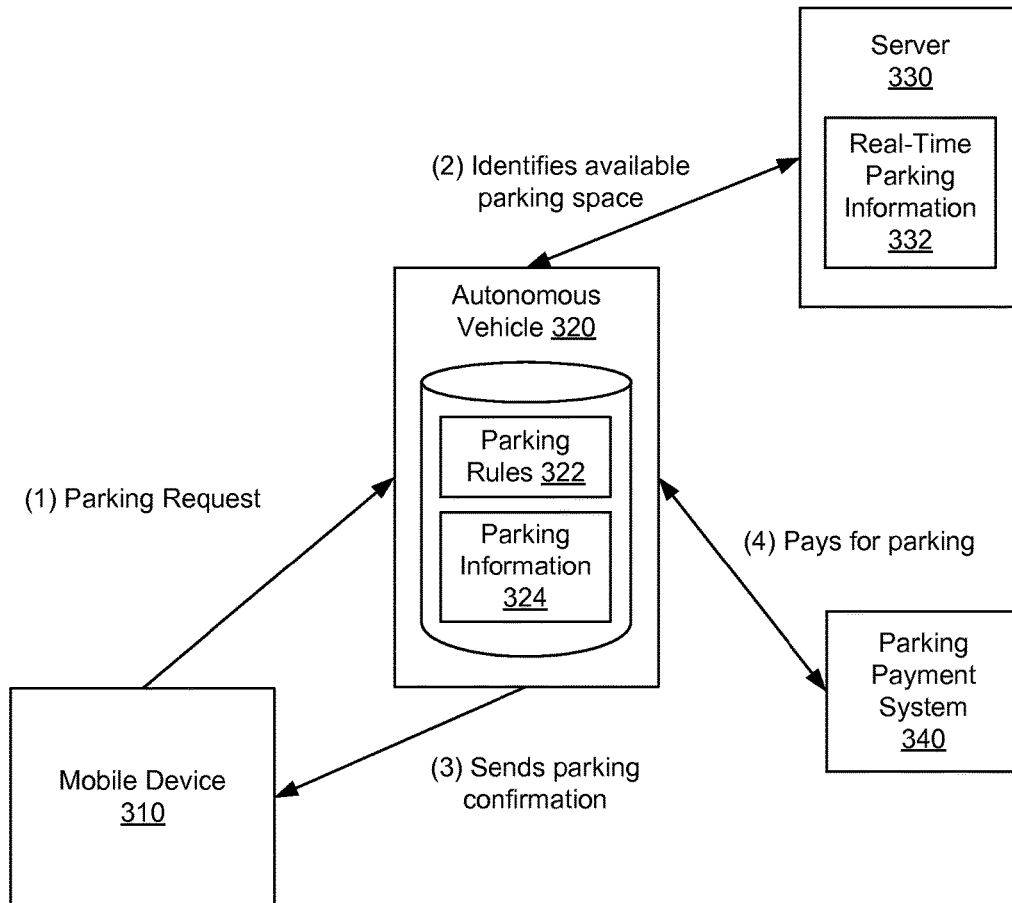 Server
330
Real-Time
Parking
Information
332
(2) Identifies available
parking space
Autonomous
Vehicle 320
Parking
Rules 322
Parking
Information
324
(1) Parking Request
(4) Pays for parking
Parking
Payment
System
340
(3) Sends parking
confirmation
Mobile Device
310